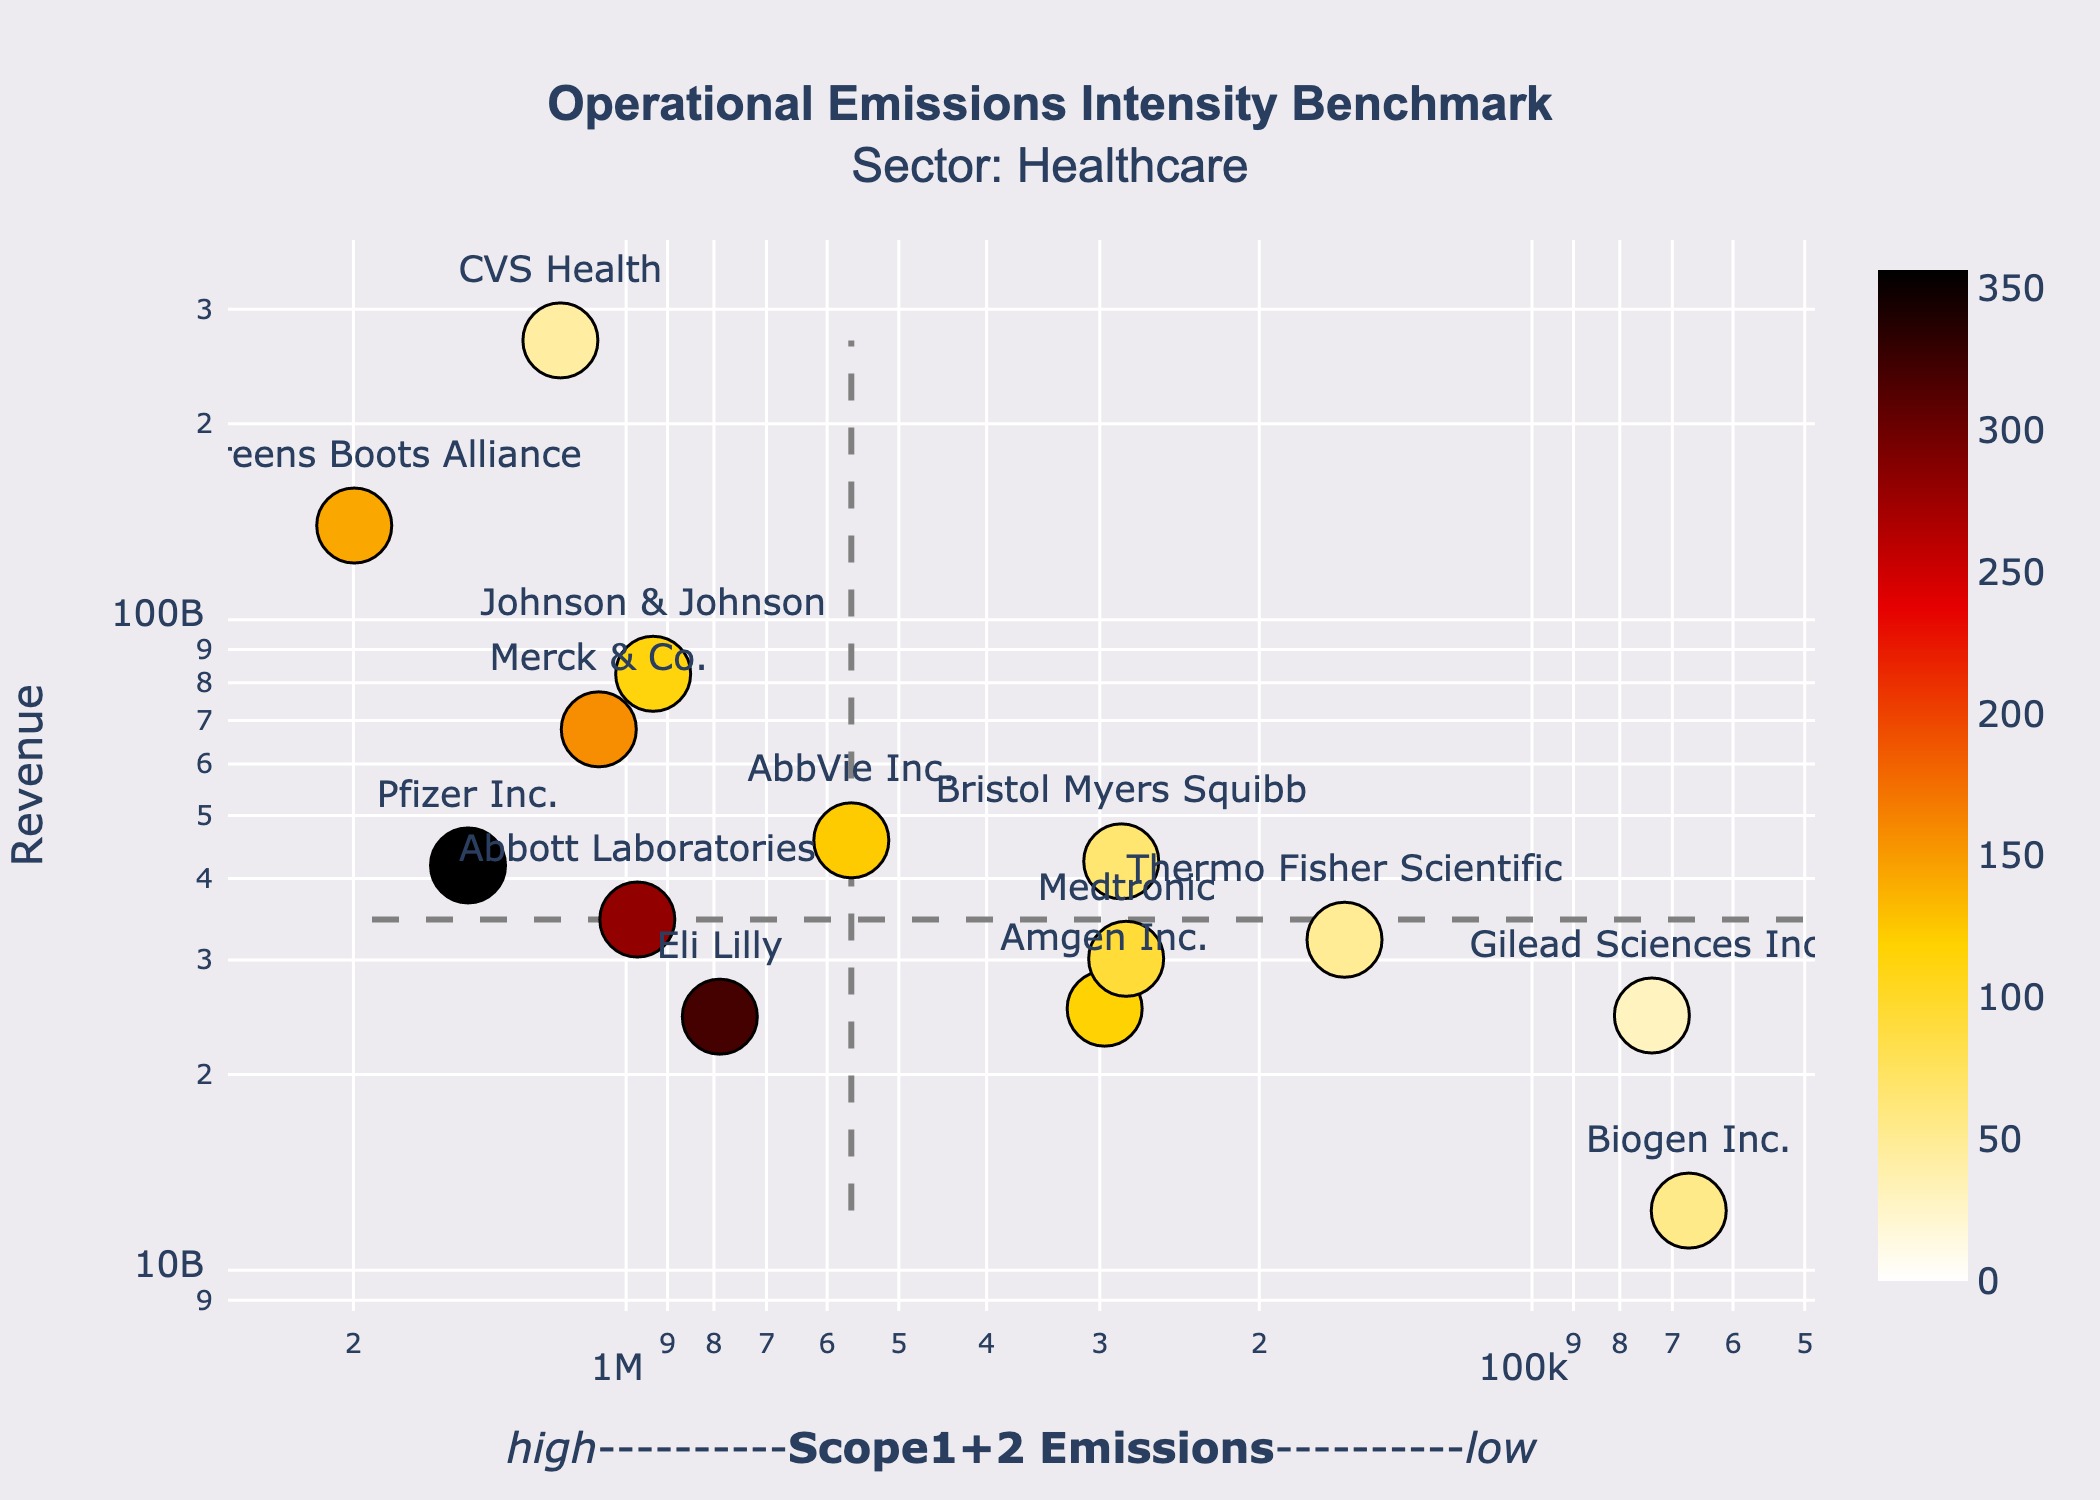 Operational Emissions Intensity Benchmark
Sector: Healthcare
CVS Health
reens Boots Alliance
Johnson & Johnson
Merck & Co.
AbbVie Inc.
Pfizer Inc.
Bristol Myers Squibb
Abbott Laboratories
Thermo Fisher Scientific
Medtronic
Amgen Inc.
Eli Lilly
Gilead Sciences Inc
Biogen Inc.
Revenue
3
2
100B
9
8
7
6
5
4
3
2
10B
9
2
1M
9
8
7
6
5
4
3
2
100k
9
8
7
6
5
high----------Scope1+2 Emissions----------low
350
300
250
200
150
100
50
0